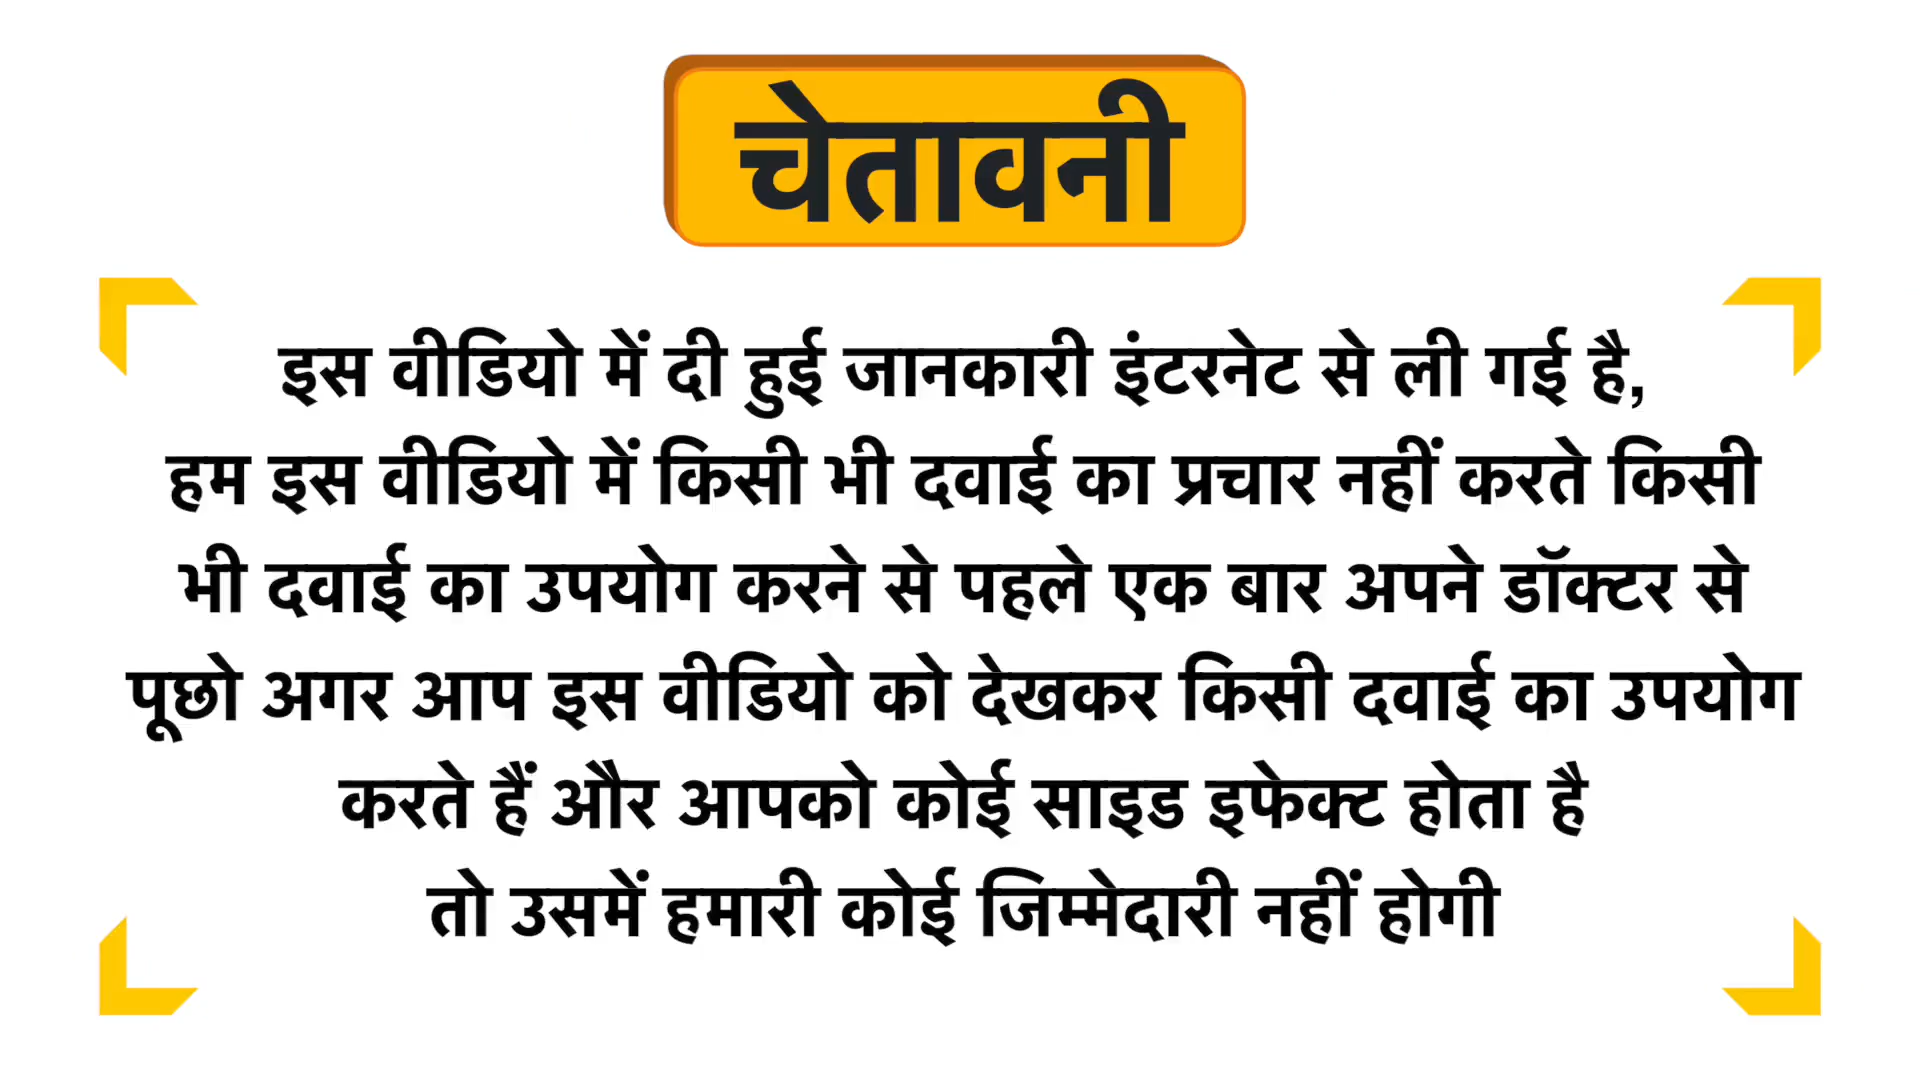 चेतावनी
इस वीडियो में दी हुई जानकारी इंटरनेट से ली गई है,
हम इस वीडियो में किसी भी दवाई का प्रचार नहीं करते किसी
भी दवाई का उपयोग करने से पहले एक बार अपने डॉक्टर से
पूछो अगर आप इस वीडियो को देखकर किसी दवाई का उपयोग
करते हैं और आपको कोई साइड इफेक्ट होता है
तो उसमें हमारी कोई जिम्मेदारी नहीं होगी